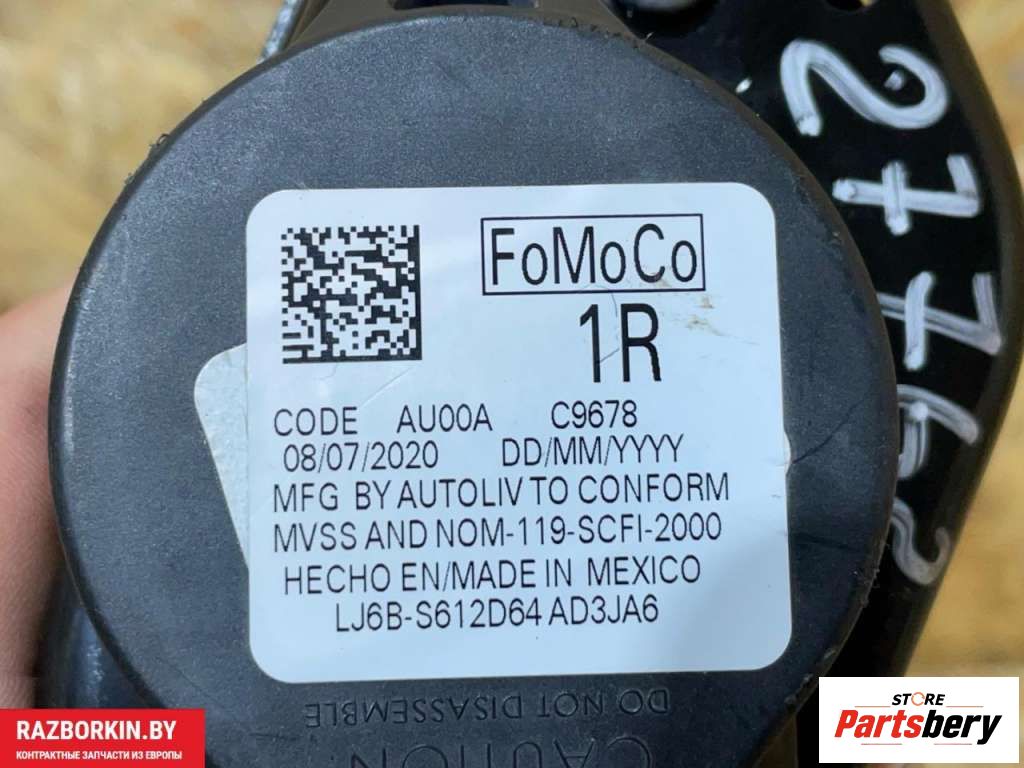 FoMoCo
1R
CODE AU00A C9678
08/07/2020 DD/MM/YYYY
MFG BY AUTOLIV TO CONFORM
MVSS AND NOM-119-SCFI-2000
HECHO EN/MADE IN MEXICO
LJ6B-S612D64 AD3JA6
DO NOT DISASSEMBLE
CAUTION
27762
RAZBORKIN.BY
КОНТРАКТНЫЕ ЗАПЧАСТИ ИЗ ЕВРОПЫ
STORE
Partsbery